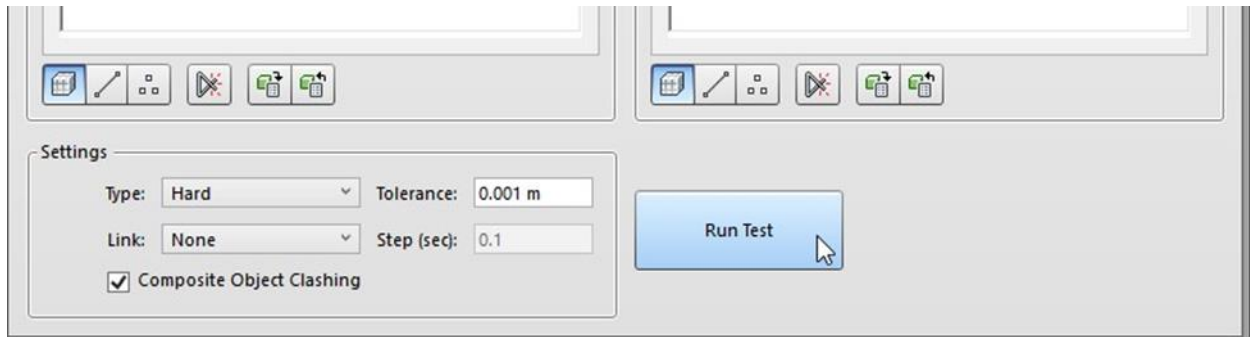 Settings
Type: Hard Tolerance: 0.001 m
Link: None Step (sec): 0.1
Composite Object Clashing
Run Test